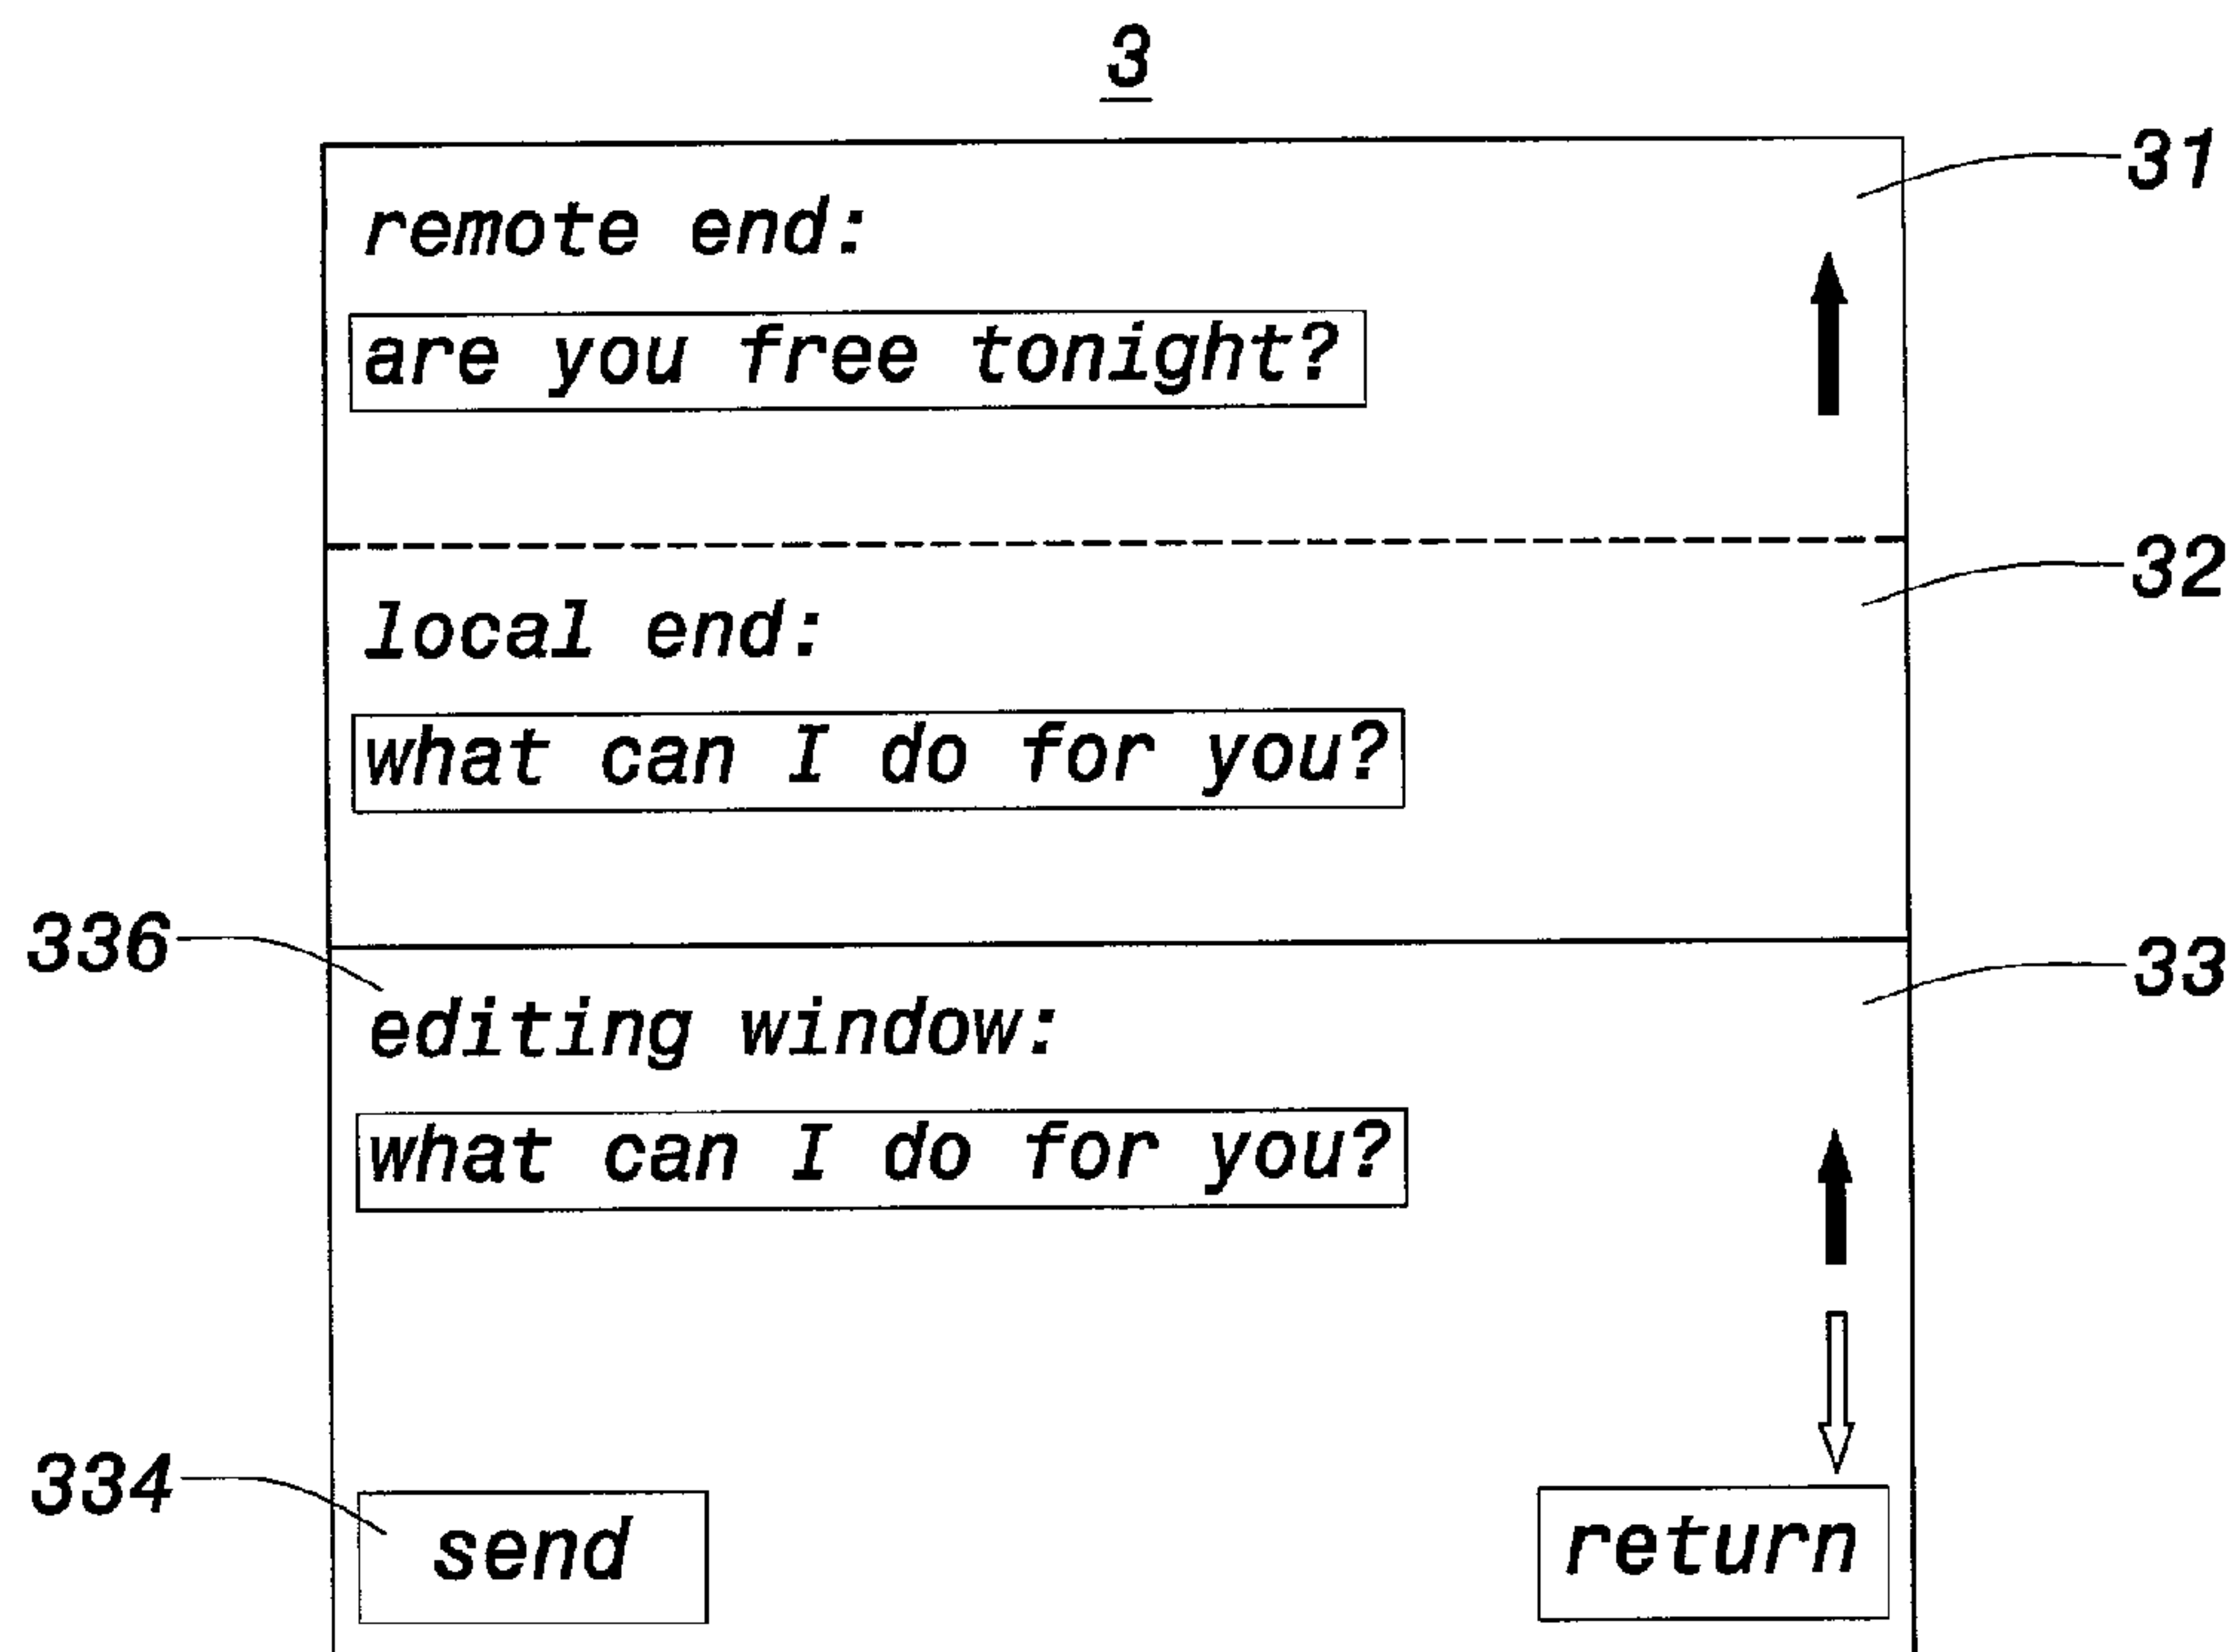 3
31
remote end:
are you free tonight?
32
local end:
what can I do for you?
336
33
editing window:
what can I do for you?
334
send
return